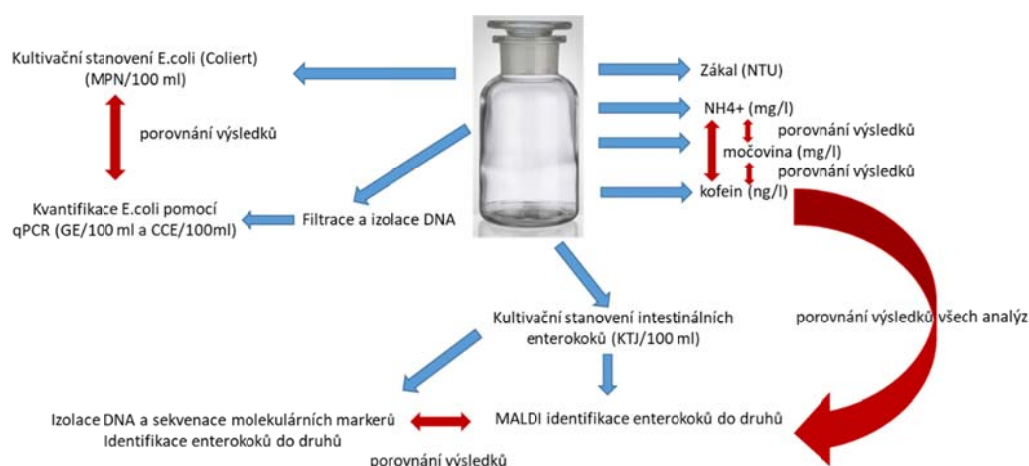 Kultivační stanovení E.coli (Coliert)
(MPN/100 ml)
porovnání výsledků
Kvantifikace E.coli pomocí
qPCR (GE/100 ml a CCE/100ml)
Filtrace a izolace DNA
Zákal (NTU)
NH4+ (mg/l)
porovnání výsledků
močovina (mg/l)
porovnání výsledků
kofein (ng/l)
porovnání výsledků všech analýz
Kultivační stanovení intestinálních
enterokoků (KTJ/100 ml)
Izolace DNA a sekvenace molekulárních markerů
Identifikace enterokoků do druhů
MALDI identifikace enterokoků do druhů
porovnání výsledků